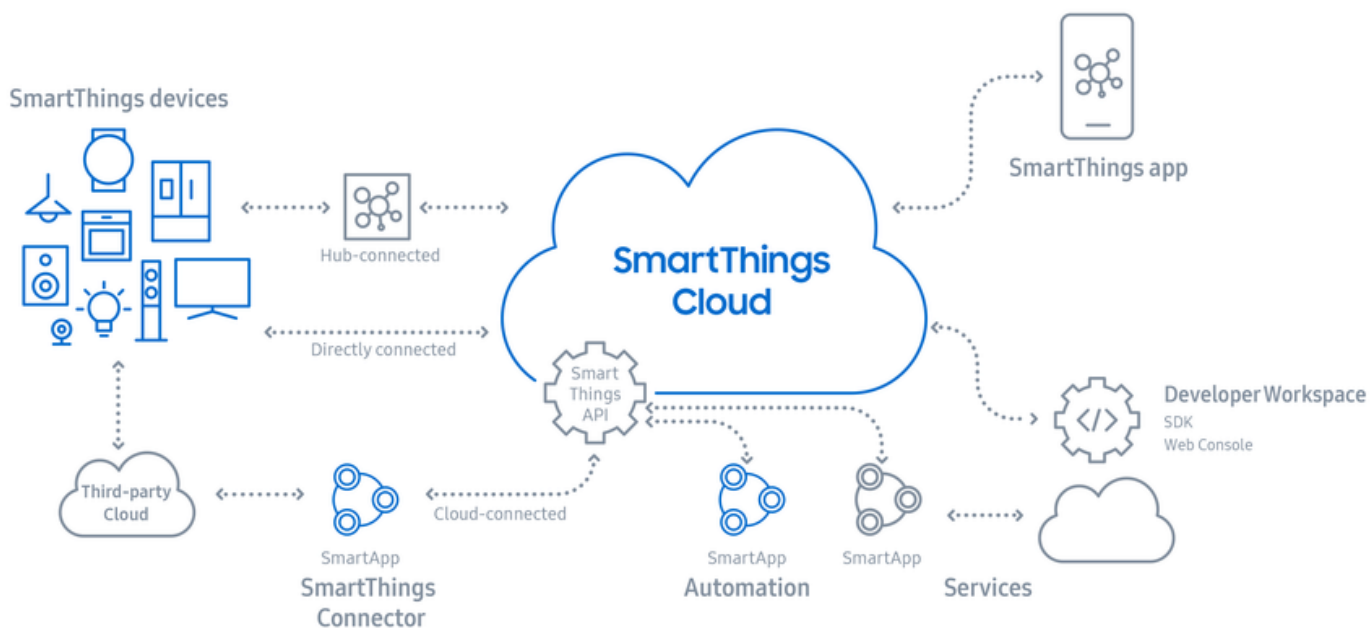 SmartThings devices
SmartThings app
Hub-connected
SmartThings
Cloud
Directly connected
Smart
Things
API
Developer Workspace
SDK
Web Console
Third-party
Cloud
Cloud-connected
SmartApp
SmartThings
Connector
SmartApp
Automation
SmartApp
Services